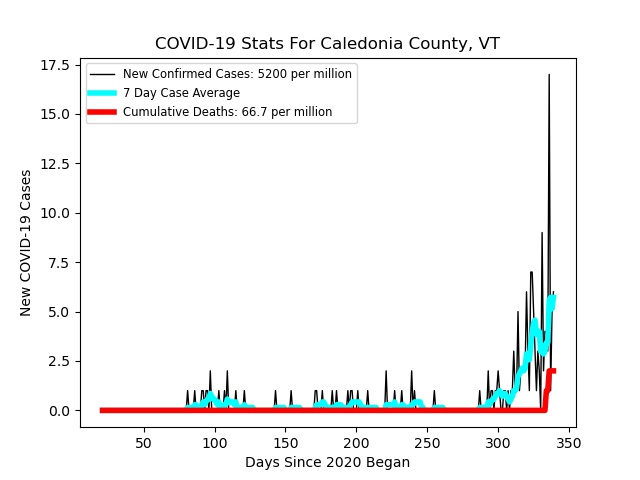 COVID-19 Stats For Caledonia County, VT
New Confirmed Cases: 5200 per million
7 Day Case Average
Cumulative Deaths: 66.7 per million
New COVID-19 Cases
17.5
15.0
12.5
10.0
7.5
5.0
2.5
0.0
50 100 150 200 250 300 350
Days Since 2020 Began